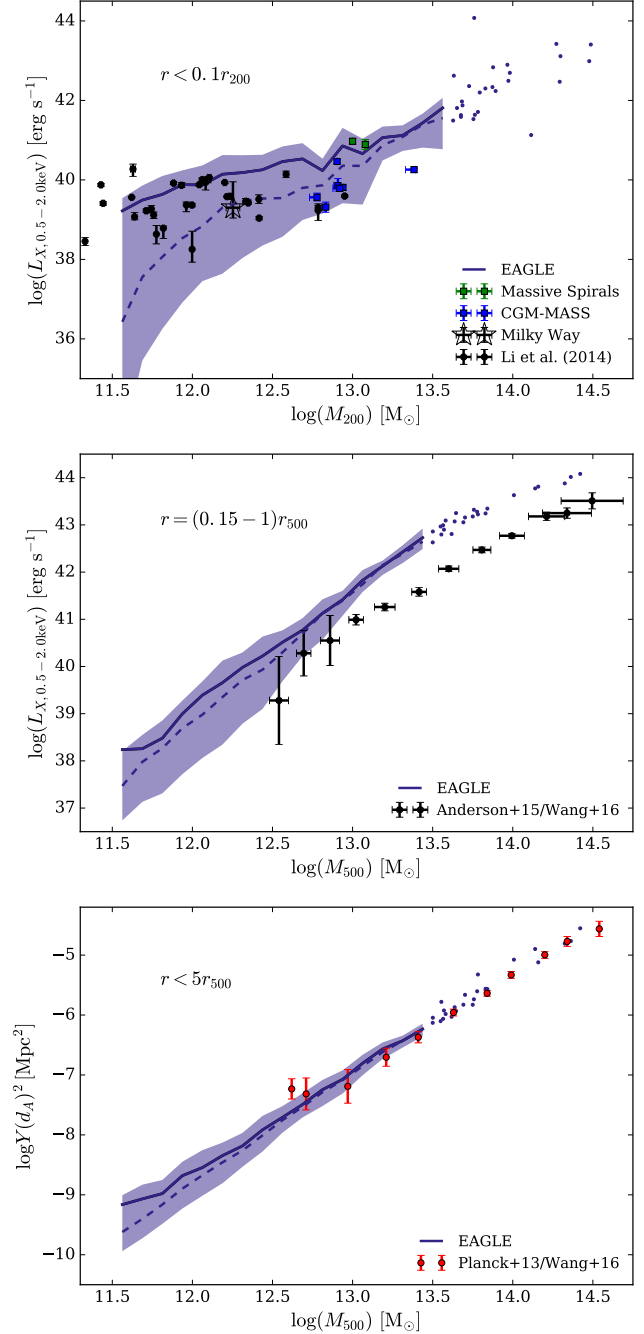 44
42
40
38
36
log(L_{X,0.5−2.0keV}) [erg s^{−1}]
r < 0.1r_{200}
EAGLE
Massive Spirals
CGM-MASS
Milky Way
Li et al. (2014)
11.5 12.0 12.5 13.0 13.5 14.0 14.5
log(M_{200}) [M_⊙]
44
43
42
41
40
39
38
37
log(L_{X,0.5−2.0keV}) [erg s^{−1}]
r = (0.15 − 1)r_{500}
EAGLE
Anderson+15/Wang+16
11.5 12.0 12.5 13.0 13.5 14.0 14.5
log(M_{500}) [M_⊙]
−5
−6
−7
−8
−9
−10
logY(d_A)^2 [Mpc^2]
r < 5r_{500}
EAGLE
Planck+13/Wang+16
11.5 12.0 12.5 13.0 13.5 14.0 14.5
log(M_{500}) [M_⊙]